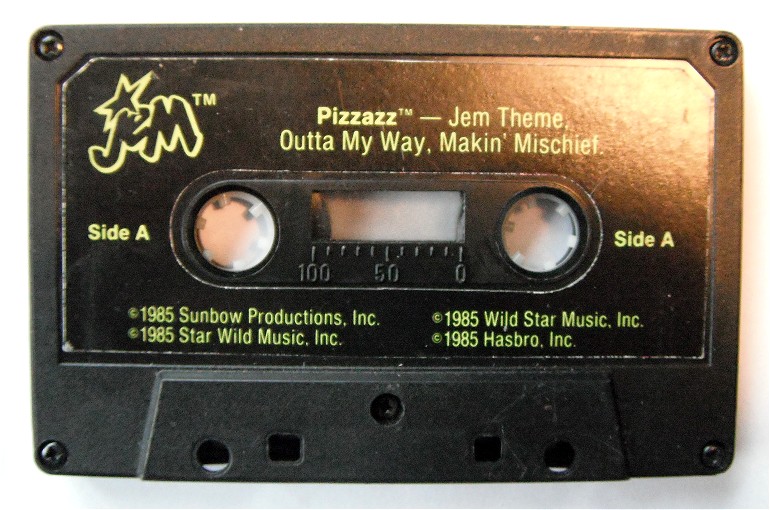 JEM™
Pizzazz™ — Jem Theme,
Outta My Way, Makin' Mischief.
Side A
Side A
100 50 0
©1985 Sunbow Productions, Inc.
©1985 Star Wild Music, Inc.
©1985 Wild Star Music, Inc.
©1985 Hasbro, Inc.